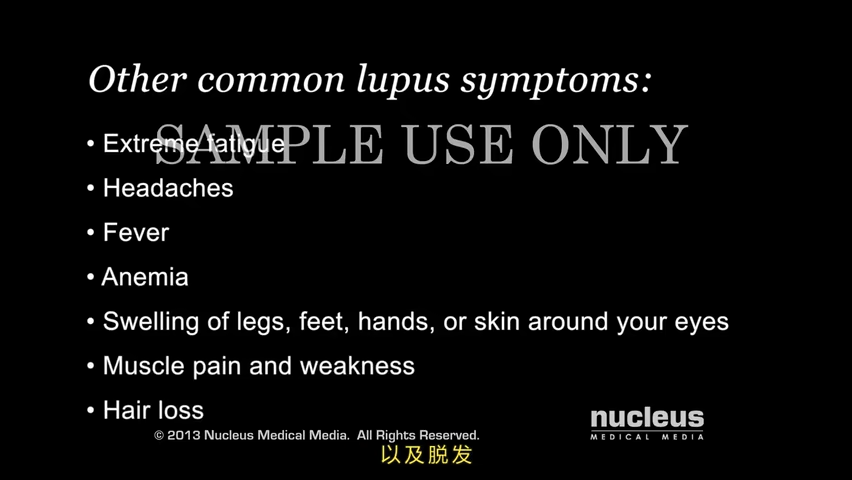 Other common lupus symptoms:
SAMPLE USE ONLY
• Extreme fatigue
• Headaches
• Fever
• Anemia
• Swelling of legs, feet, hands, or skin around your eyes
• Muscle pain and weakness
• Hair loss
nucleus
MEDICAL MEDIA
© 2013 Nucleus Medical Media. All Rights Reserved.
以及脱发